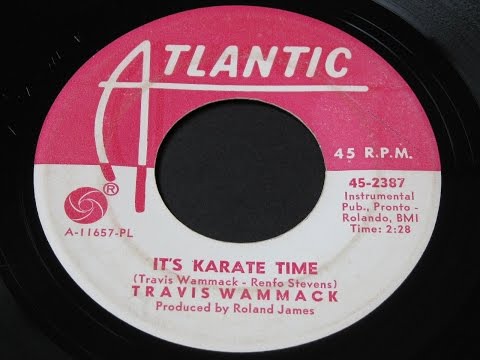 ATLANTIC
®
45 R.P.M.
45-2387
Instrumental
Pub., Pronto -
Rolando, BMI
Time: 2:28
A-11657-PL
IT'S KARATE TIME
(Travis Wammack - Renfo Stevens)
TRAVIS WAMMACK
Produced by Roland James